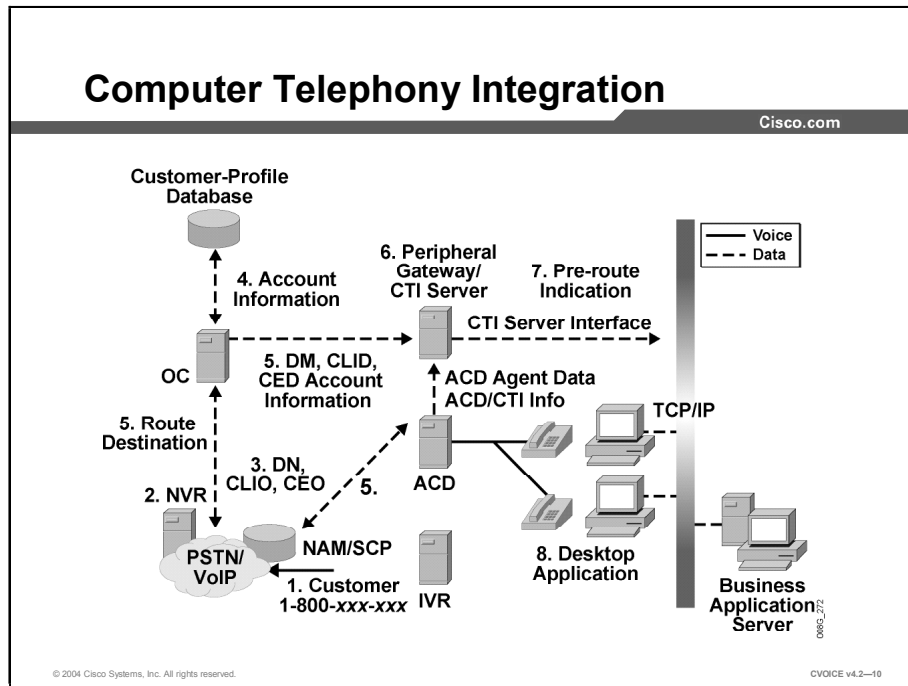 Computer Telephony Integration
Cisco.com
Customer-Profile
Database
4. Account
Information
6. Peripheral
Gateway/
CTI Server
7. Pre-route
Indication
Voice
Data
CTI Server Interface
OC
5. DM, CLID,
CED Account
Information
ACD Agent Data
ACD/CTI Info
TCP/IP
5. Route
Destination
3. DN,
CLIO, CEO
5.
ACD
2. NVR
NAM/SCP
PSTN/
VoIP
1. Customer
1-800-xxx-xxx
IVR
8. Desktop
Application
Business
Application
Server
068G_272
© 2004 Cisco Systems, Inc. All rights reserved.
CVOICE v4.2—10